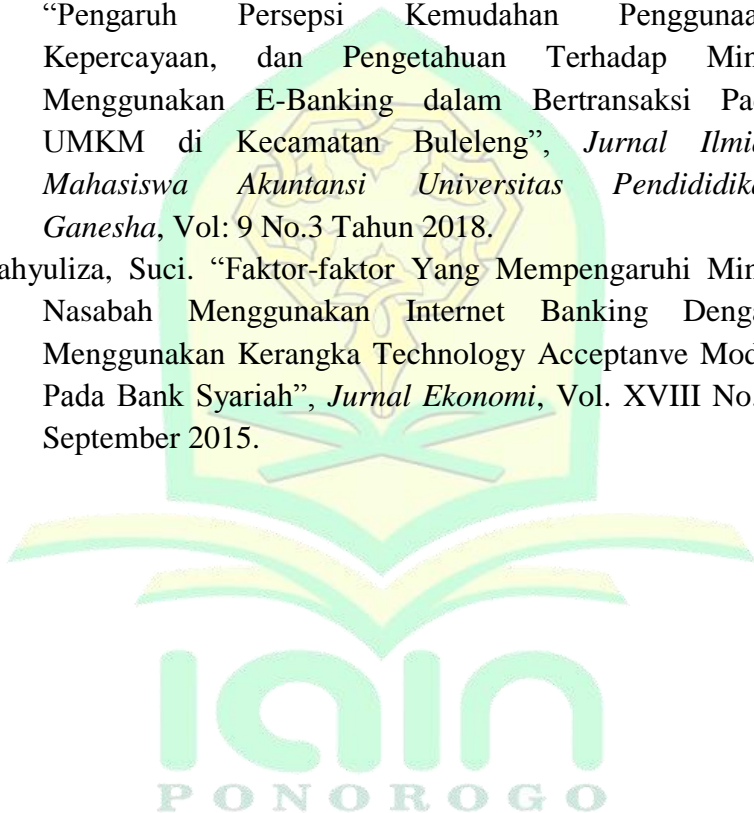 “Pengaruh Persepsi Kemudahan Penggunaa
Kepercayaan, dan Pengetahuan Terhadap Min
Menggunakan E-Banking dalam Bertransaksi Pa
UMKM di Kecamatan Buleleng”, Jurnal Ilmi
Mahasiswa Akuntansi Universitas Pendididik
Ganesha, Vol: 9 No.3 Tahun 2018.
ahyuliza, Suci. “Faktor-faktor Yang Mempengaruhi Min
Nasabah Menggunakan Internet Banking Deng
Menggunakan Kerangka Technology Acceptanve Mod
Pada Bank Syariah”, Jurnal Ekonomi, Vol. XVIII No.
September 2015.
iain
PONOROGO